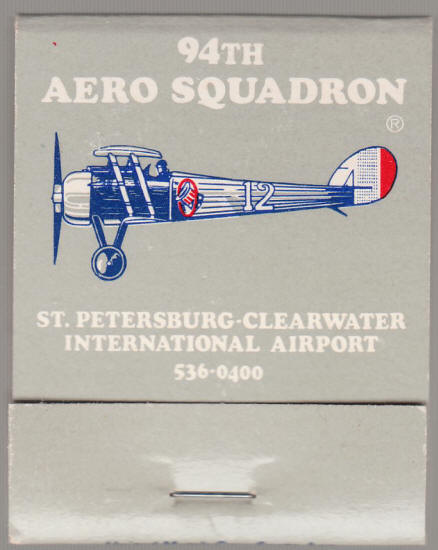 94TH
AERO SQUADRON
®
12
ST. PETERSBURG-CLEARWATER
INTERNATIONAL AIRPORT
536-0400